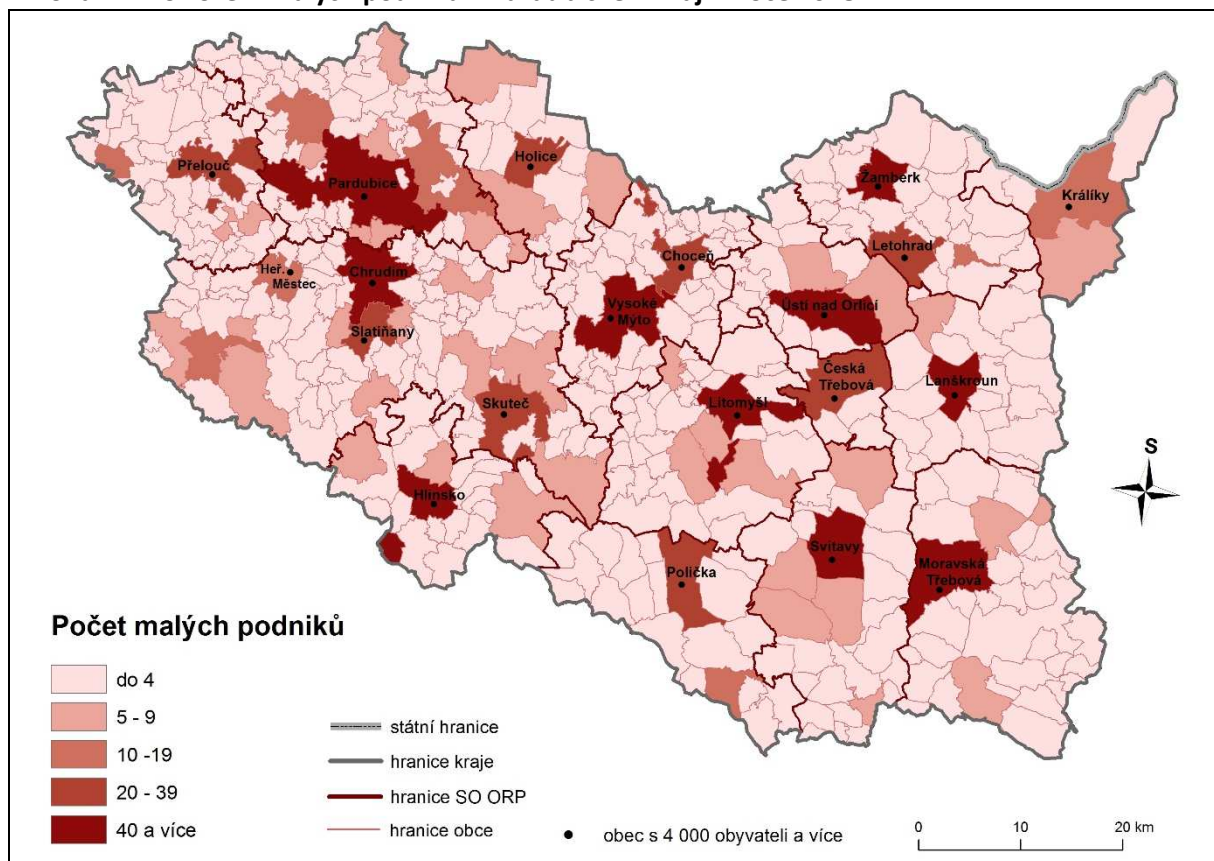 Holice
Přelouč
Pardubice
Žamberk
Králíky
Letohrad
Choceň
Heř.
Městec
Chrudim
Vysoké
Mýto
Ústí nad Orlicí
Slatiňany
Česká
Třebová
Lanškroun
Litomyšl
Skuteč
S
Hlinsko
Svitavy
Moravská
Třebová
Polička
Počet malých podniků
do 4
5 - 9
10 -19
20 - 39
40 a více
státní hranice
hranice kraje
hranice SO ORP
hranice obce
obec s 4 000 obyvateli a více
0 10 20 km